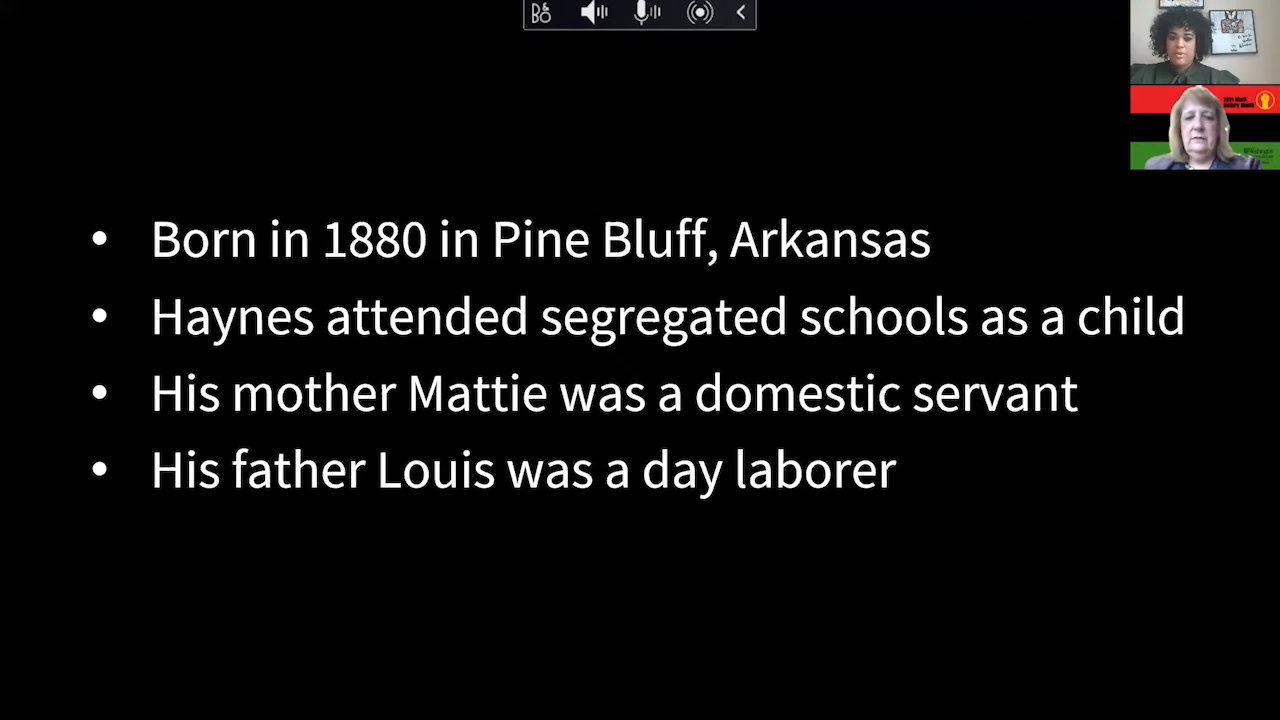 B&O
• Born in 1880 in Pine Bluff, Arkansas
• Haynes attended segregated schools as a child
• His mother Mattie was a domestic servant
• His father Louis was a day laborer